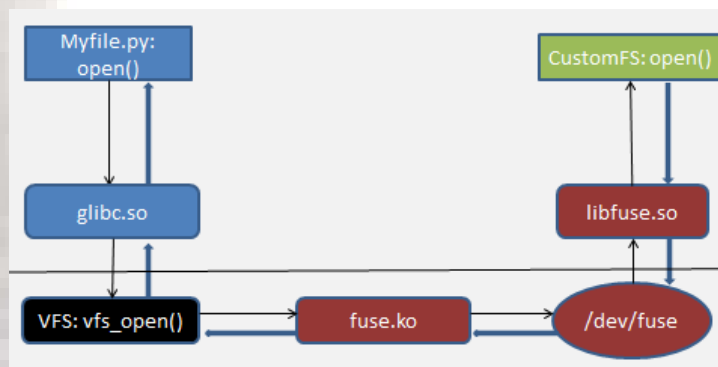 Myfile.py:
open()
CustomFS: open()
glibc.so
libfuse.so
VFS: vfs_open()
fuse.ko
/dev/fuse